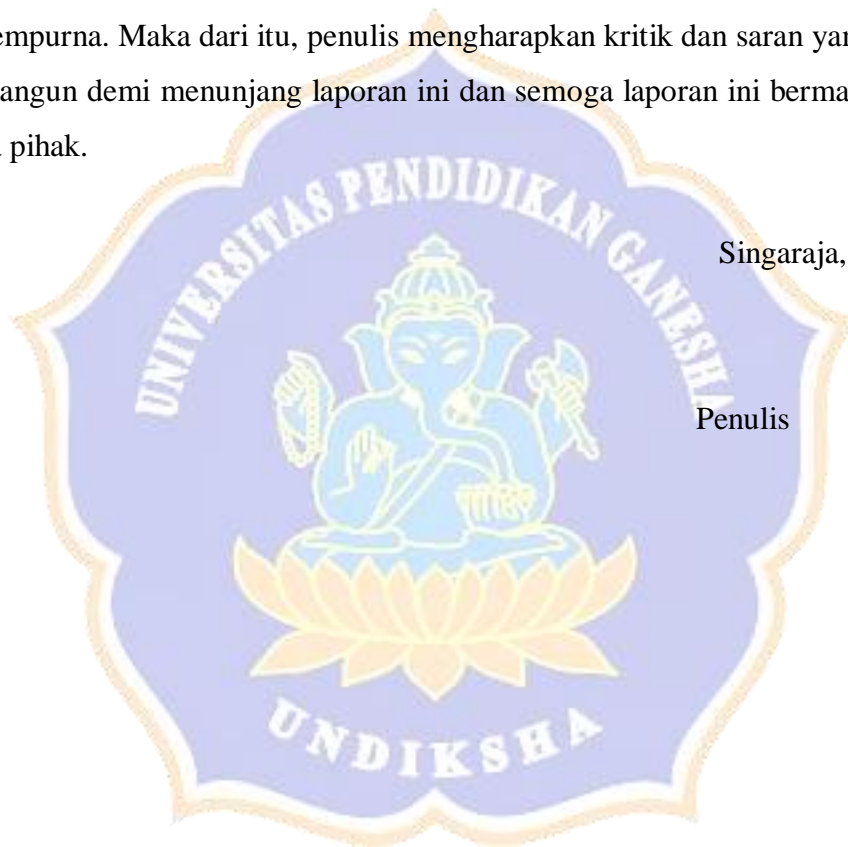 empurna. Maka dari itu, penulis mengharapkan kritik dan saran yan
angun demi menunjang laporan ini dan semoga laporan ini berma
pihak.
UNIVERSITAS PENDIDIKAN GANESHA
Singaraja,
Penulis
UNDIKSHA